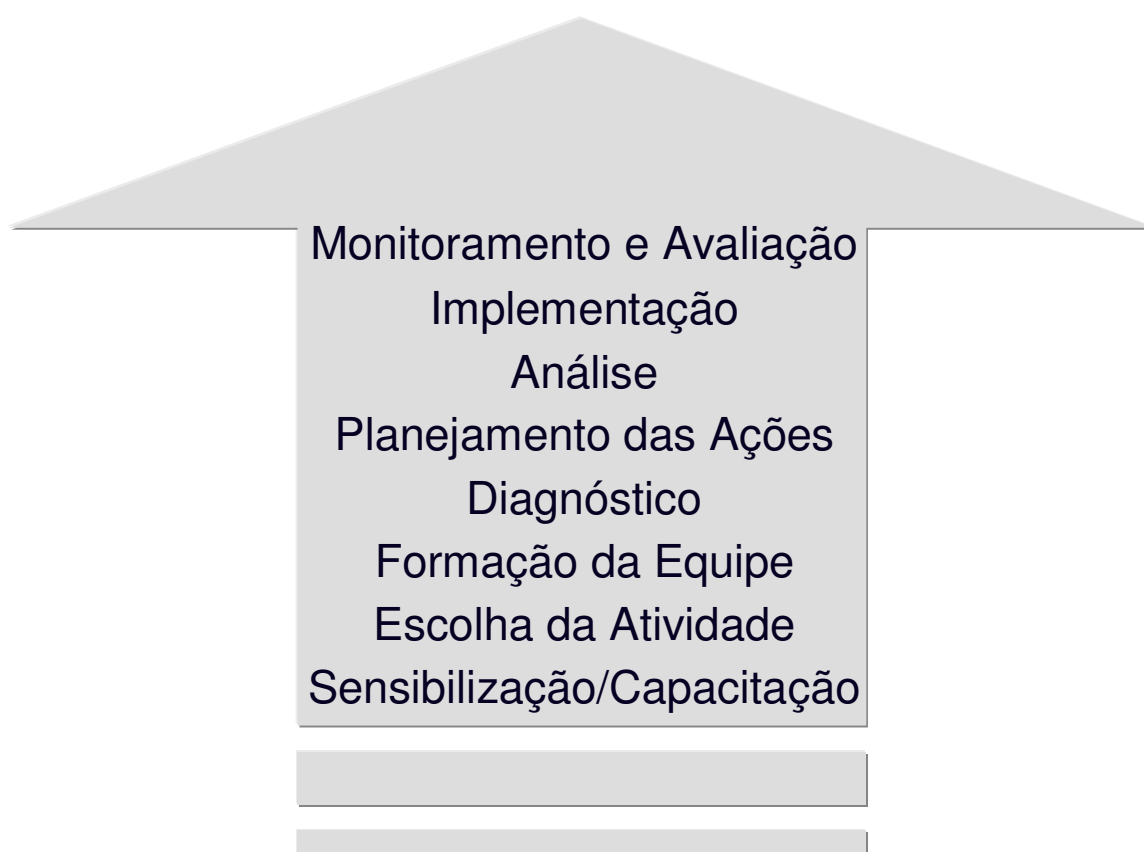 Monitoramento e Avaliação
Implementação
Análise
Planejamento das Ações
Diagnóstico
Formação da Equipe
Escolha da Atividade
Sensibilização/Capacitação